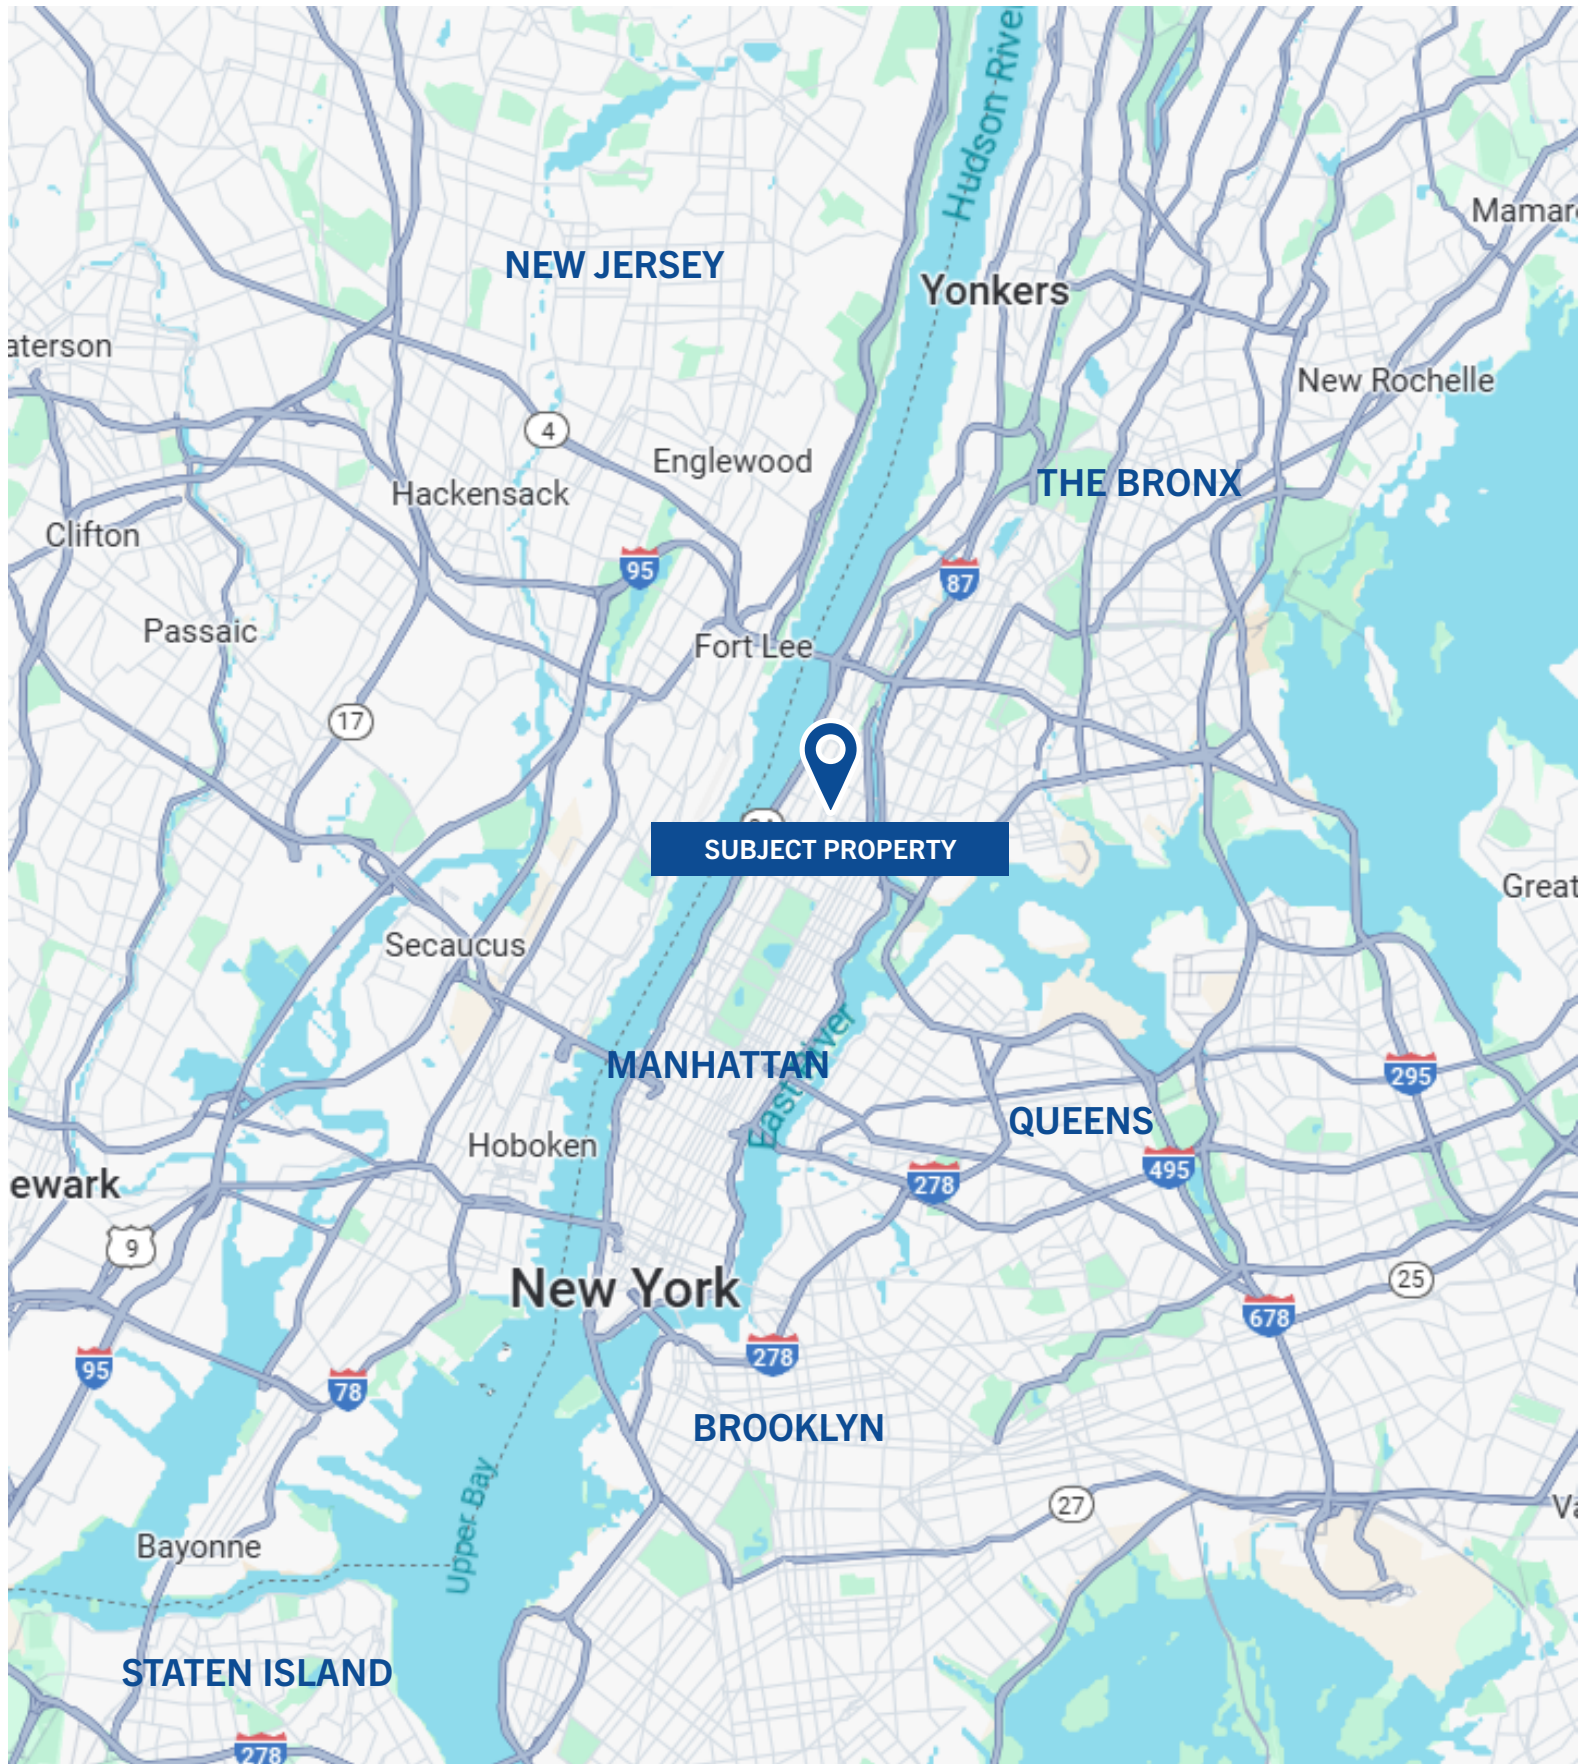 Hudson River
Mamar
NEW JERSEY
Yonkers
aterson
New Rochelle
4
Englewood
THE BRONX
Hackensack
Clifton
95
87
Passaic
Fort Lee
17
SUBJECT PROPERTY
Great
Secaucus
East River
MANHATTAN
295
QUEENS
Hoboken
495
278
ewark
9
New York
25
678
278
95
78
BROOKLYN
Upper Bay
27
Va
Bayonne
STATEN ISLAND
278